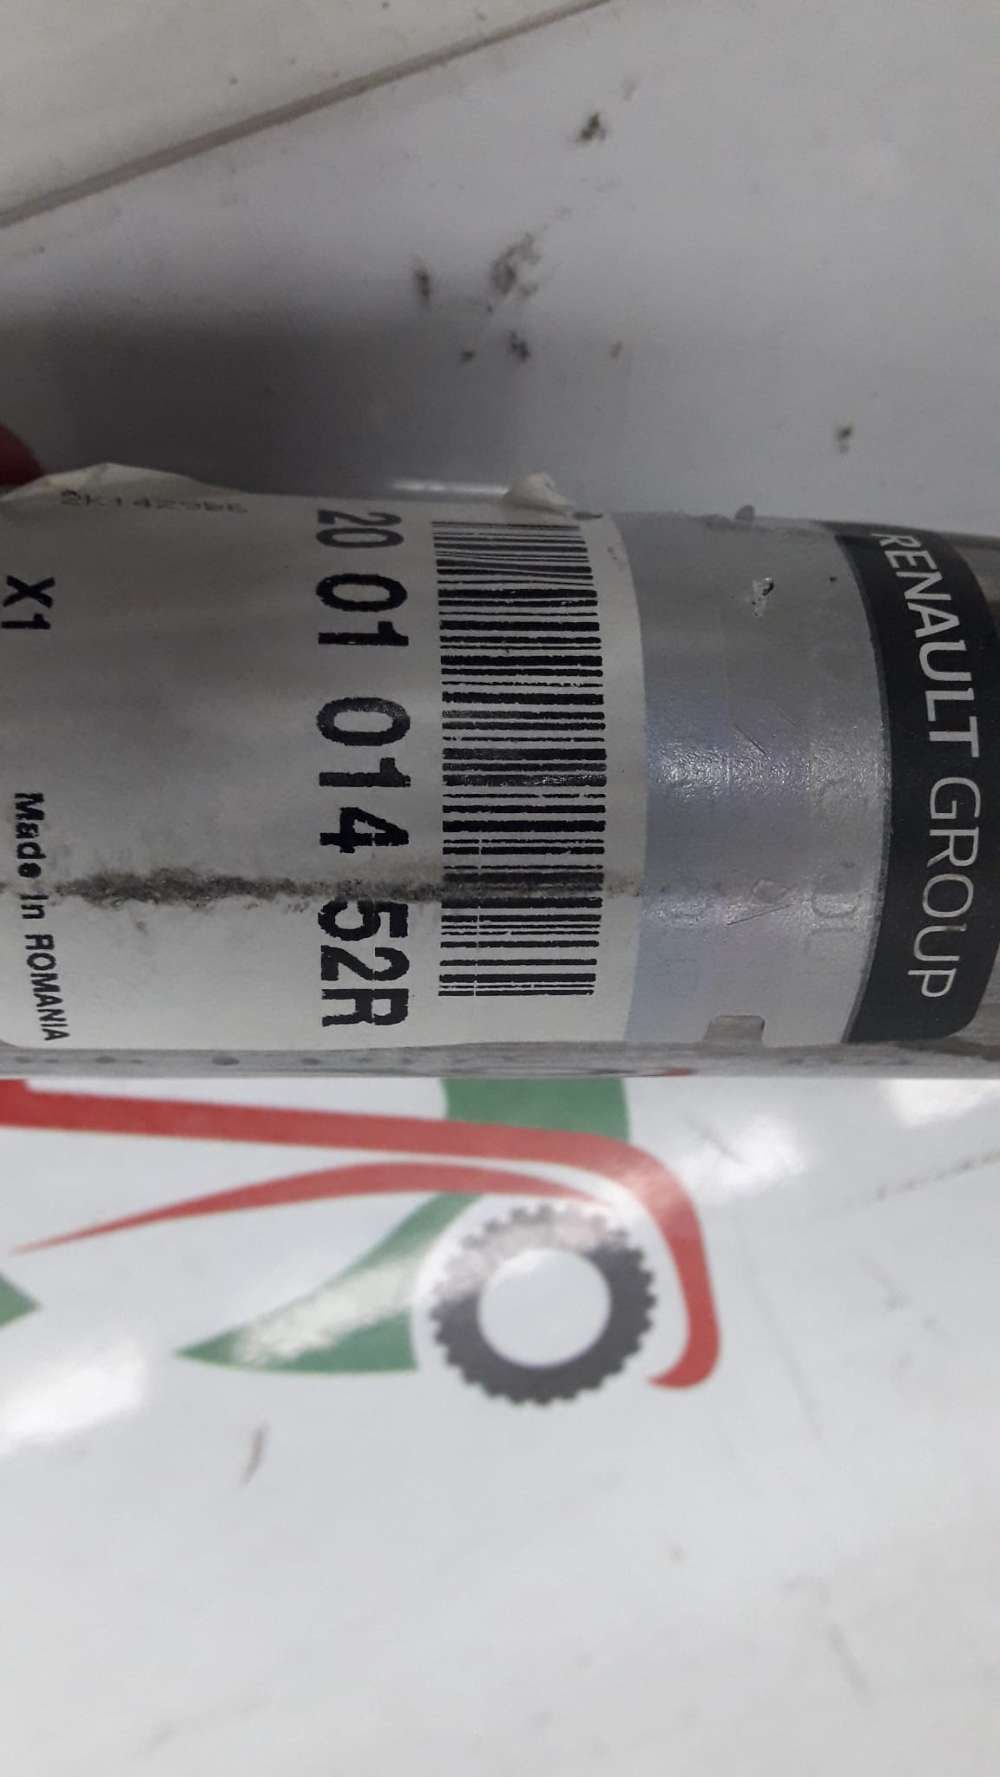 RENAULT GROUP
20 01 014 52R
X1
Made In ROMANIA